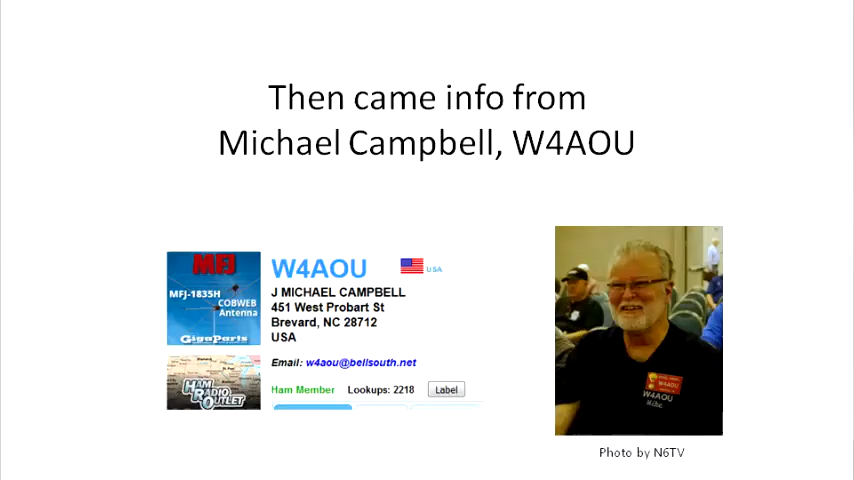 Then came info from
Michael Campbell, W4AOU
MFJ
MFJ-1835H
COBWEB
Antenna
GigaParts
HAM
RADIO
OUTLET
W4AOU
USA
J MICHAEL CAMPBELL
451 West Probart St
Brevard, NC 28712
USA
Email: w4aou@bellsouth.net
Ham Member Lookups: 2218 Label
W4AOU
W4AOU
Mike
Photo by N6TV